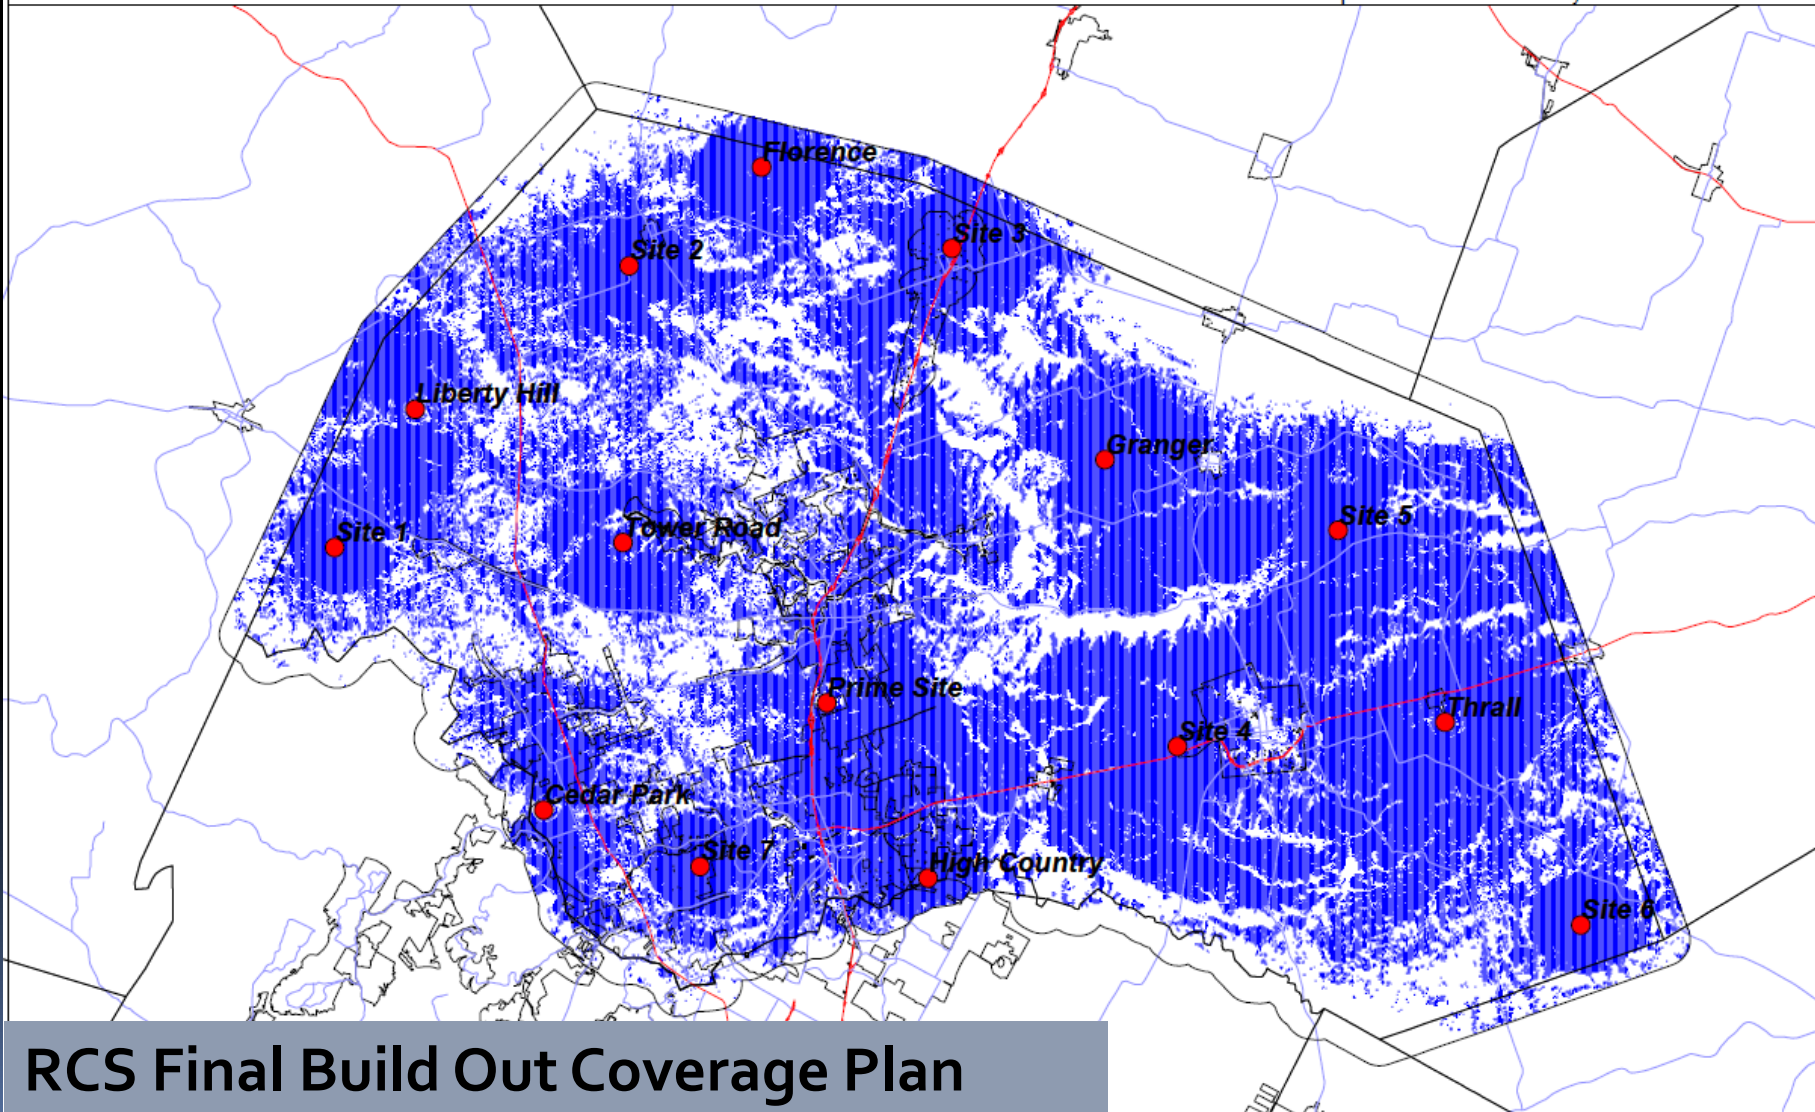 Florence
Site 3
Site 2
Liberty Hill
Granger
Site 5
Tower Road
Site 1
Prime Site
Thrall
Site 4
Cedar Park
Site 7
High Country
Site 6
RCS Final Build Out Coverage Plan